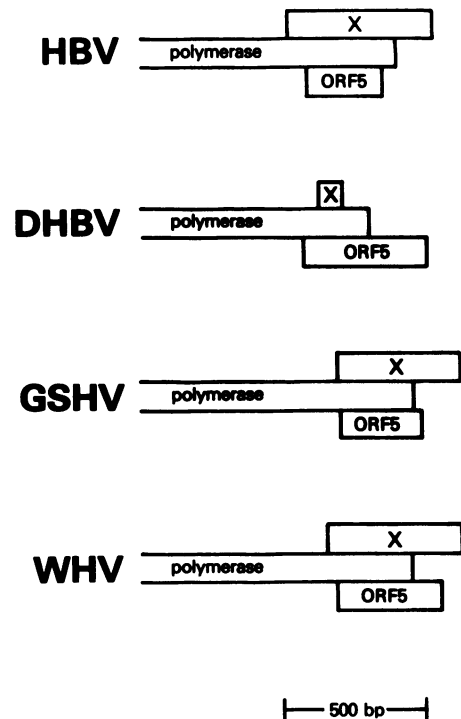 X
HBV polymerase
ORF5
X
DHBV polymerase
ORF5
X
GSHV polymerase
ORF5
X
WHV polymerase
ORF5
500 bp